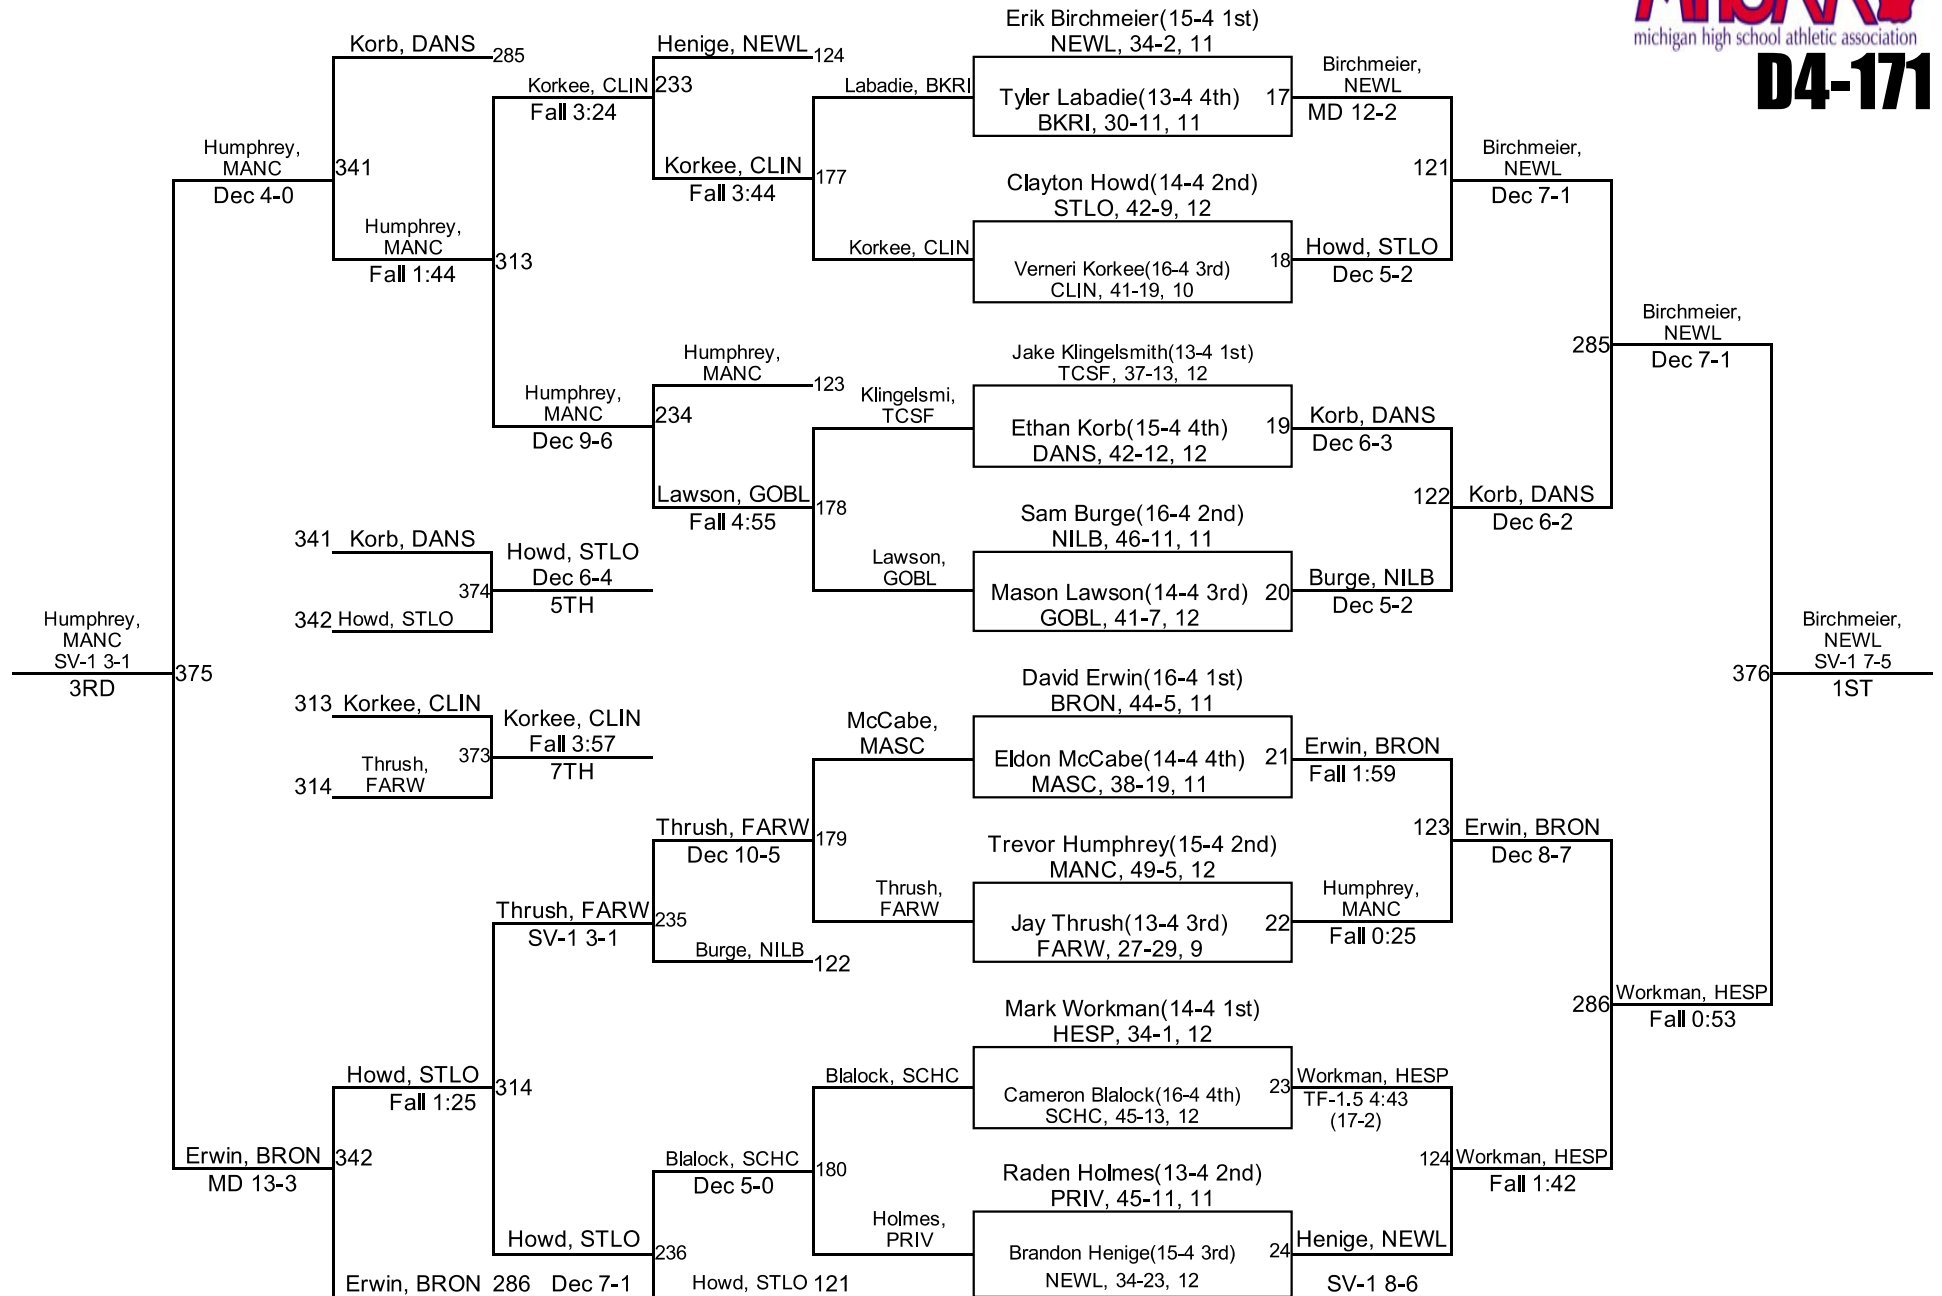 MHSAA
michigan high school athletic association
D4-171
Korb, DANS
285
Humphrey,
MANC
Dec 4-0
341
Humphrey,
MANC
Fall 1:44
Korkee, CLIN
Fall 3:24
233
313
Humphrey,
MANC
Dec 9-6
234
Henige, NEWL
124
Korkee, CLIN
Fall 3:44
177
Humphrey,
MANC
123
Lawson, GOBL
Fall 4:55
178
Labadie, BKRI
Korkee, CLIN
Klingelsmi,
TCSF
Lawson,
GOBL
341 Korb, DANS
342 Howd, STLO
374
Howd, STLO
Dec 6-4
5TH
Humphrey,
MANC
SV-1 3-1
3RD
375
313 Korkee, CLIN
314
Thrush,
FARW
373
Korkee, CLIN
Fall 3:57
7TH
McCabe,
MASC
Thrush, FARW
Dec 10-5
179
Thrush,
FARW
Thrush, FARW
SV-1 3-1
235
Burge, NILB
122
Howd, STLO
Fall 1:25
314
Erwin, BRON
MD 13-3
342
Blalock, SCHC
Blalock, SCHC
Dec 5-0
180
Holmes,
PRIV
Howd, STLO
236
Erwin, BRON 286
Dec 7-1
Howd, STLO 121
Erik Birchmeier(15-4 1st)
NEWL, 34-2, 11
Tyler Labadie(13-4 4th)
BKRI, 30-11, 11
17
Clayton Howd(14-4 2nd)
STLO, 42-9, 12
Verneri Korkee(16-4 3rd)
CLIN, 41-19, 10
18
Jake Klingelsmith(13-4 1st)
TCSF, 37-13, 12
Ethan Korb(15-4 4th)
DANS, 42-12, 12
19
Sam Burge(16-4 2nd)
NILB, 46-11, 11
Mason Lawson(14-4 3rd)
GOBL, 41-7, 12
20
David Erwin(16-4 1st)
BRON, 44-5, 11
Eldon McCabe(14-4 4th)
MASC, 38-19, 11
21
Trevor Humphrey(15-4 2nd)
MANC, 49-5, 12
Jay Thrush(13-4 3rd)
FARW, 27-29, 9
22
Mark Workman(14-4 1st)
HESP, 34-1, 12
Cameron Blalock(16-4 4th)
SCHC, 45-13, 12
23
Raden Holmes(13-4 2nd)
PRIV, 45-11, 11
Brandon Henige(15-4 3rd)
NEWL, 34-23, 12
24
Birchmeier,
NEWL
MD 12-2
Howd, STLO
Dec 5-2
121
Birchmeier,
NEWL
Dec 7-1
Korb, DANS
Dec 6-3
Burge, NILB
Dec 5-2
122
Korb, DANS
Dec 6-2
285
Birchmeier,
NEWL
Dec 7-1
Erwin, BRON
Fall 1:59
Humphrey,
MANC
Fall 0:25
123
Erwin, BRON
Dec 8-7
Workman, HESP
TF-1.5 4:43
(17-2)
Henige, NEWL
SV-1 8-6
124
Workman, HESP
Fall 1:42
286
Workman, HESP
Fall 0:53
376
Birchmeier,
NEWL
SV-1 7-5
1ST